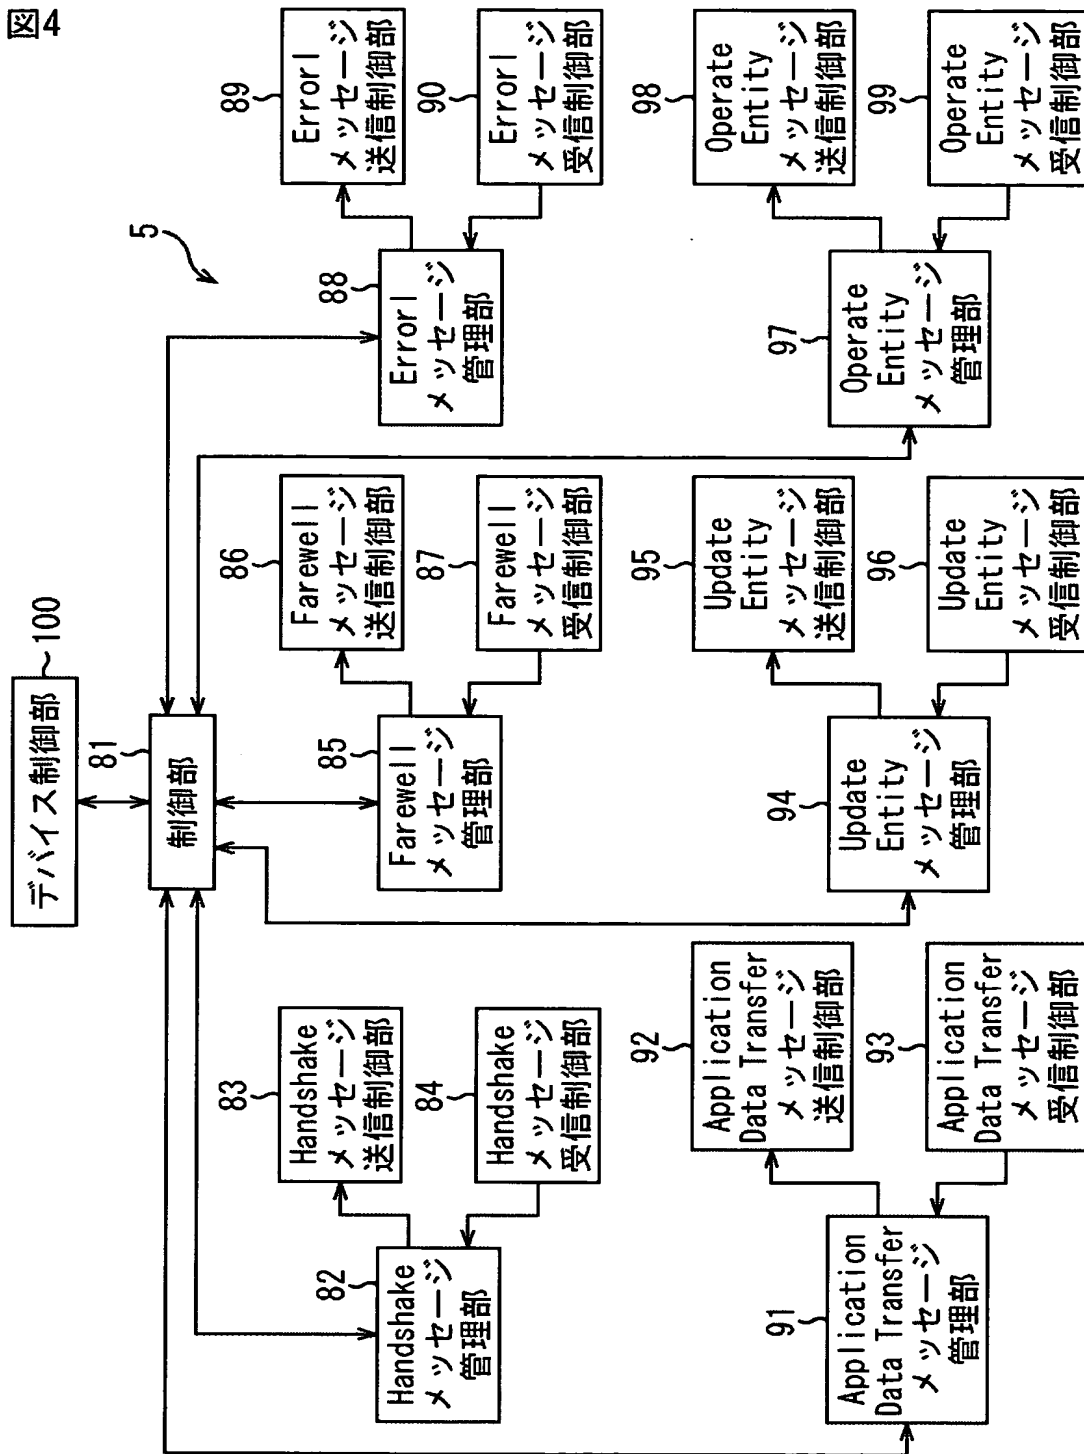 図4
デバイス制御部
100
81
制御部
5
82
Handshake
メッセージ
管理部
83
Handshake
メッセージ
送信制御部
84
Handshake
メッセージ
受信制御部
85
Farewell
メッセージ
管理部
86
Farewell
メッセージ
送信制御部
87
Farewell
メッセージ
受信制御部
88
Errorl
メッセージ
管理部
89
Errorl
メッセージ
送信制御部
90
Errorl
メッセージ
受信制御部
91
Application
Data Transfer
メッセージ
管理部
92
Application
Data Transfer
メッセージ
送信制御部
93
Application
Data Transfer
メッセージ
受信制御部
94
Update
Entity
メッセージ
管理部
95
Update
Entity
メッセージ
送信制御部
96
Update
Entity
メッセージ
受信制御部
97
Operate
Entity
メッセージ
管理部
98
Operate
Entity
メッセージ
送信制御部
99
Operate
Entity
メッセージ
受信制御部